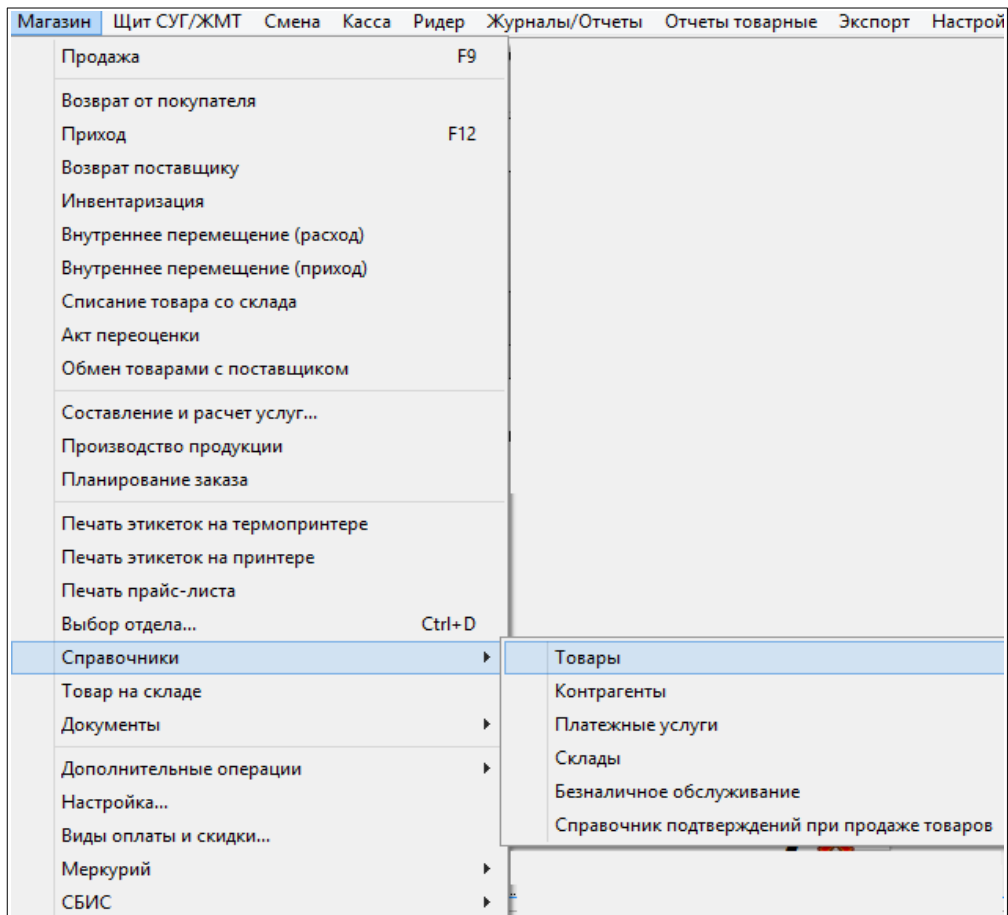 Магазин Щит СУГ/ЖМТ Смена Касса Ридер Журналы/Отчеты Отчеты товарные Экспорт Настрой
Продажа F9
Возврат от покупателя
Приход F12
Возврат поставщику
Инвентаризация
Внутреннее перемещение (расход)
Внутреннее перемещение (приход)
Списание товара со склада
Акт переоценки
Обмен товарами с поставщиком
Составление и расчет услуг...
Производство продукции
Планирование заказа
Печать этикеток на термопринтере
Печать этикеток на принтере
Печать прайс-листа
Выбор отдела... Ctrl+D
Справочники Товары
Товар на складе Контрагенты
Документы Платежные услуги
Склады
Дополнительные операции
Безналичное обслуживание
Настройка...
Справочник подтверждений при продаже товаров
Виды оплаты и скидки...
Меркурий
СБИС